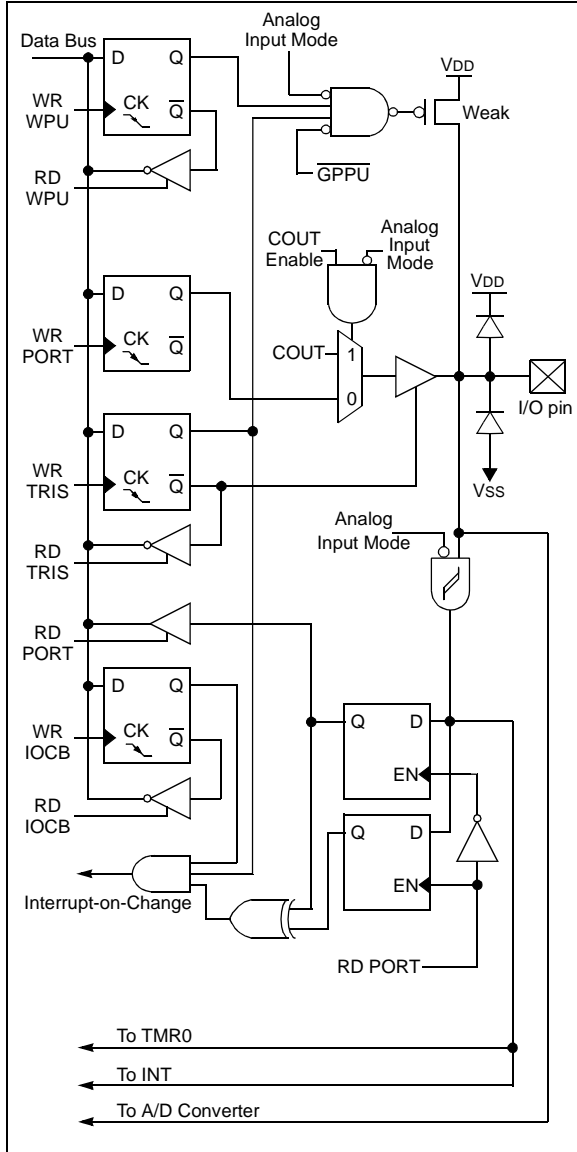 Analog
Input Mode
Data Bus
D Q
VDD
WR
WPU
CK Q
Weak
RD
WPU
GPPU
COUT
Enable
Analog
Input
Mode
D Q
VDD
WR
PORT
CK Q
COUT
1
0
I/O pin
D Q
WR
TRIS
CK Q
VSS
Analog
Input Mode
RD
TRIS
RD
PORT
D Q
Q D
WR
IOCB
CK Q
EN
RD
IOCB
Q D
EN
Interrupt-on-Change
RD PORT
To TMR0
To INT
To A/D Converter